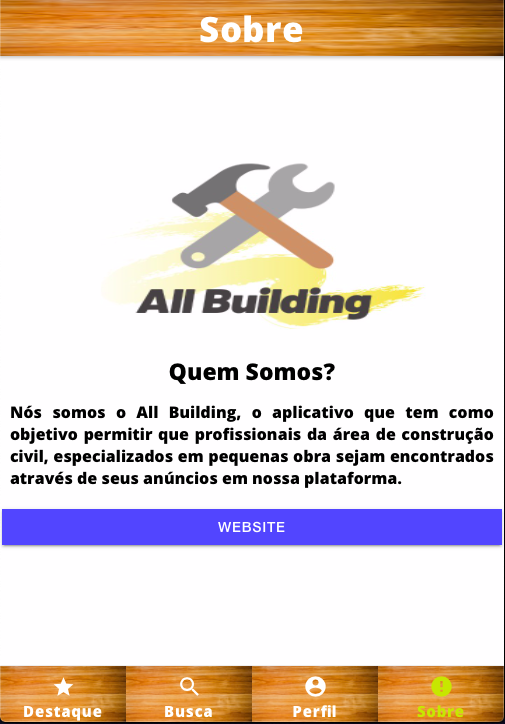 Sobre
All Building
Quem Somos?
Nós somos o All Building, o aplicativo que tem como
objetivo permitir que profissionais da área de construção
civil, especializados em pequenas obra sejam encontrados
através de seus anúncios em nossa plataforma.
WEBSITE
Destaque Busca Perfil Sobre